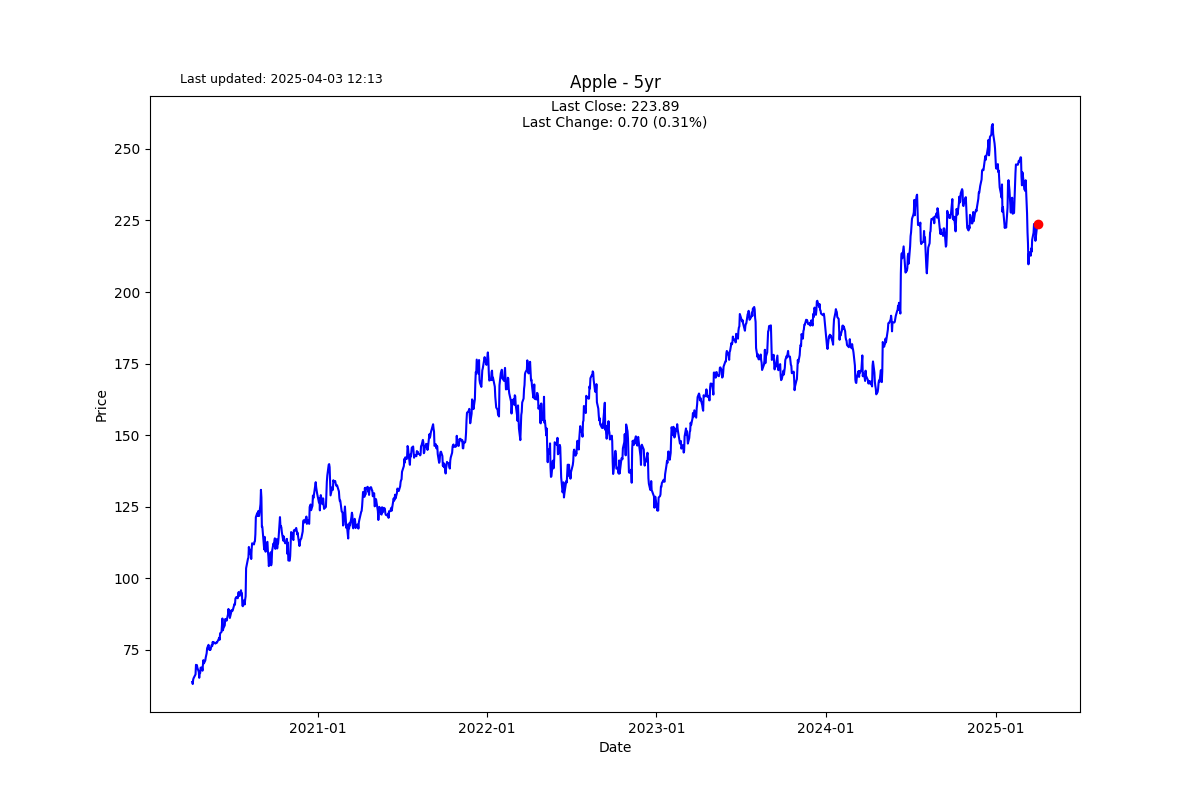 Last updated: 2025-04-03 12:13
Apple - 5yr
Last Close: 223.89
Last Change: 0.70 (0.31%)
250
225
200
175
150
125
100
75
Price
2021-01
2022-01
2023-01
2024-01
2025-01
Date